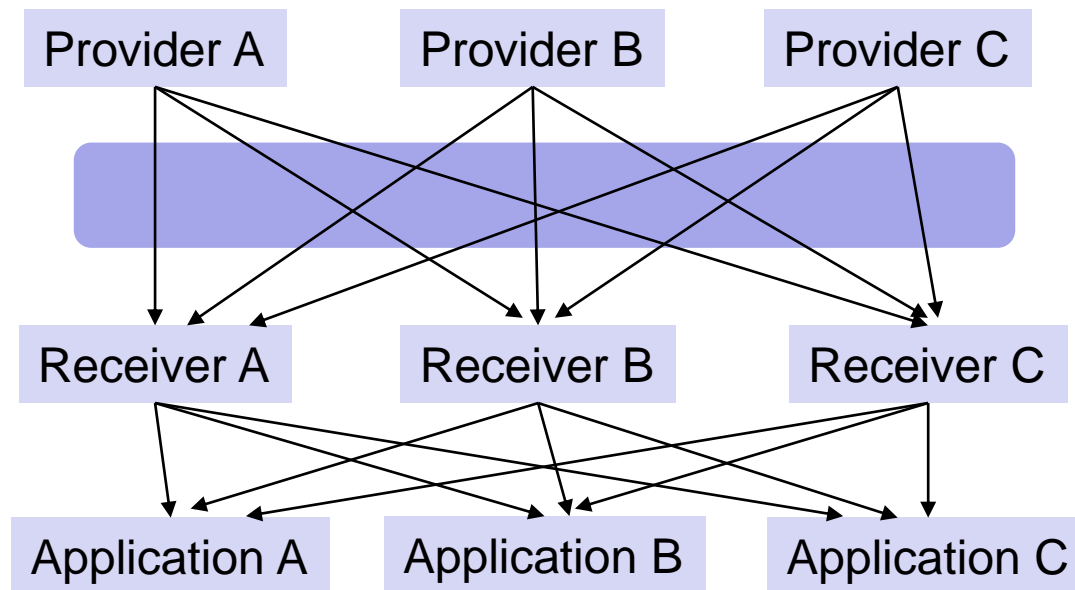 Provider A
Provider B
Provider C
Receiver A
Receiver B
Receiver C
Application A
Application B
Application C